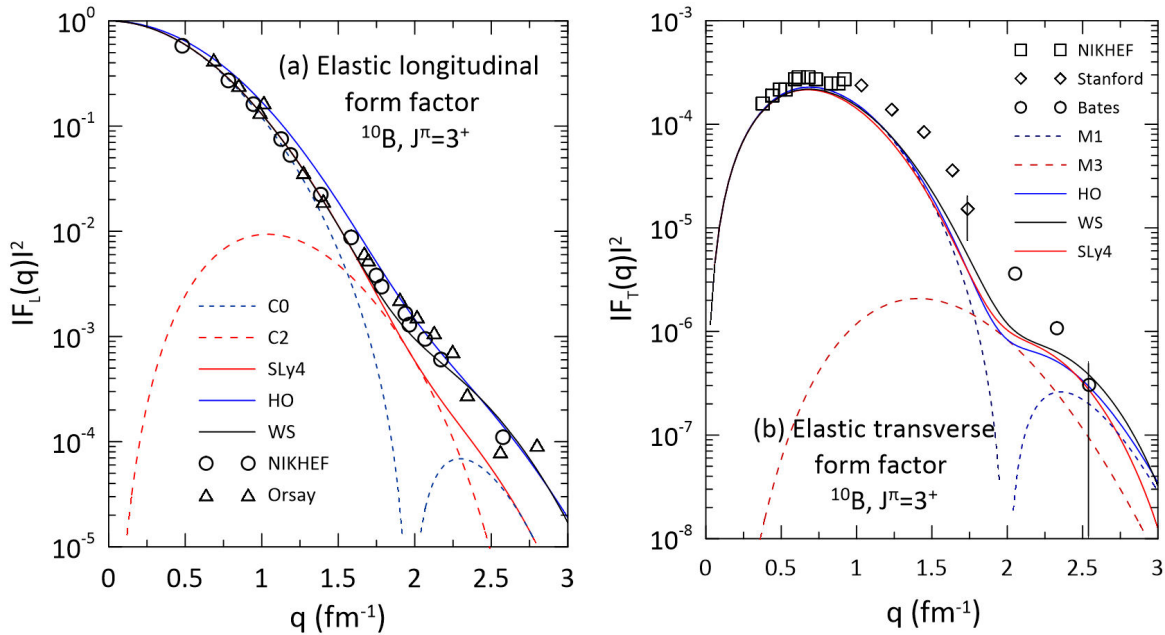 (a) Elastic longitudinal
form factor
¹⁰B, Jᵖⁱ=3⁺
|F_L(q)|²
10⁰
10⁻¹
10⁻²
10⁻³
10⁻⁴
10⁻⁵
C0
C2
SLy4
HO
WS
NIKHEF
Orsay
0 0.5 1 1.5 2 2.5 3
q (fm⁻¹)
|F_T(q)|²
10⁻²
10⁻³
10⁻⁴
10⁻⁵
10⁻⁶
10⁻⁷
10⁻⁸
NIKHEF
Stanford
Bates
M1
M3
HO
WS
SLy4
(b) Elastic transverse
form factor
¹⁰B, J^π=3⁺
0 0.5 1 1.5 2 2.5 3
q (fm⁻¹)